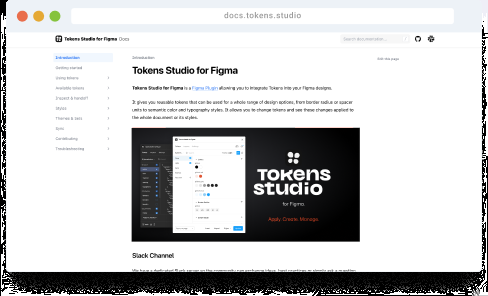 docs.tokens.studio
Tokens Studio for Figma Docs
Search documentation...
Introduction
Getting started
Using tokens
Available tokens
Styles
Themes & Sets
Sync
Contributing
Troubleshooting
Introduction
Edit this page
Tokens Studio for Figma
Tokens Studio for Figma is a Figma Plugin allowing you to integrate Tokens into your Figma designs.
It gives you reusable tokens that can be used for a whole range of design options, from border radius or spacer
units to semantic color and typography styles. It allows you to change tokens and see these changes applied to
the whole document or its styles.
TOKENS
studio
for Figma.
Apply. Create. Manage.
Slack Channel